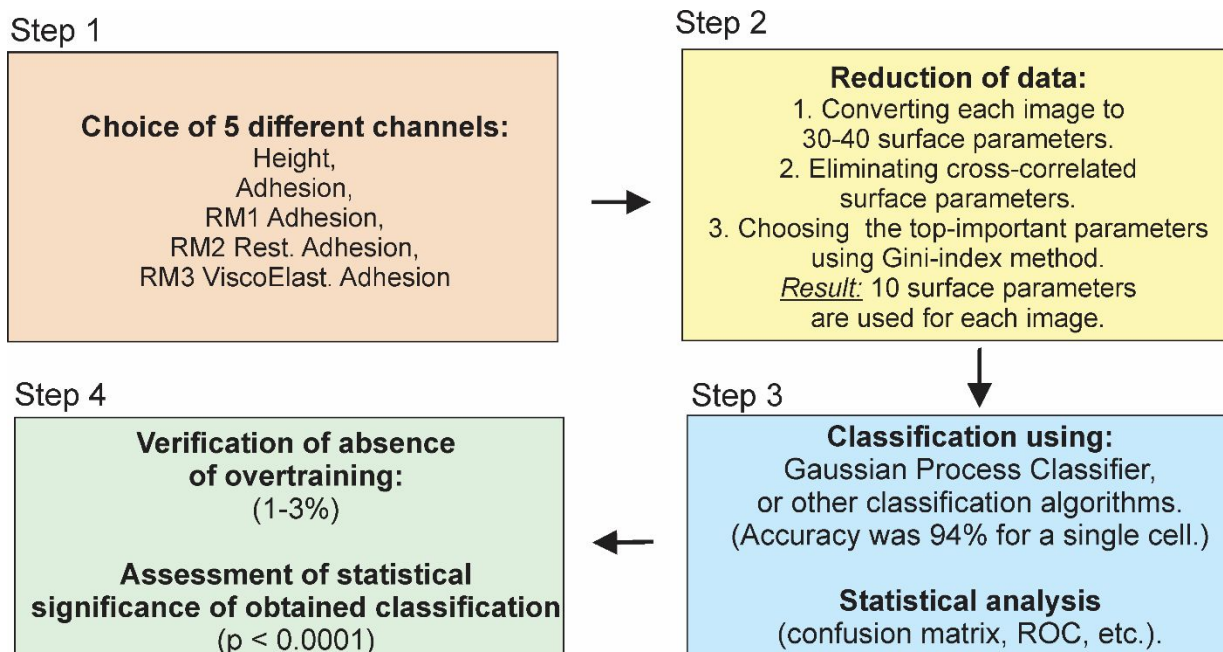 Step 1
Choice of 5 different channels:
Height,
Adhesion,
RM1 Adhesion,
RM2 Rest. Adhesion,
RM3 ViscoElast. Adhesion
Step 2
Reduction of data:
1. Converting each image to
30-40 surface parameters.
2. Eliminating cross-correlated
surface parameters.
3. Choosing the top-important parameters
using Gini-index method.
Result: 10 surface parameters
are used for each image.
Step 3
Classification using:
Gaussian Process Classifier,
or other classification algorithms.
(Accuracy was 94% for a single cell.)
Statistical analysis
(confusion matrix, ROC, etc.).
Step 4
Verification of absence
of overtraining:
(1-3%)
Assessment of statistical
significance of obtained classification
(p < 0.0001)